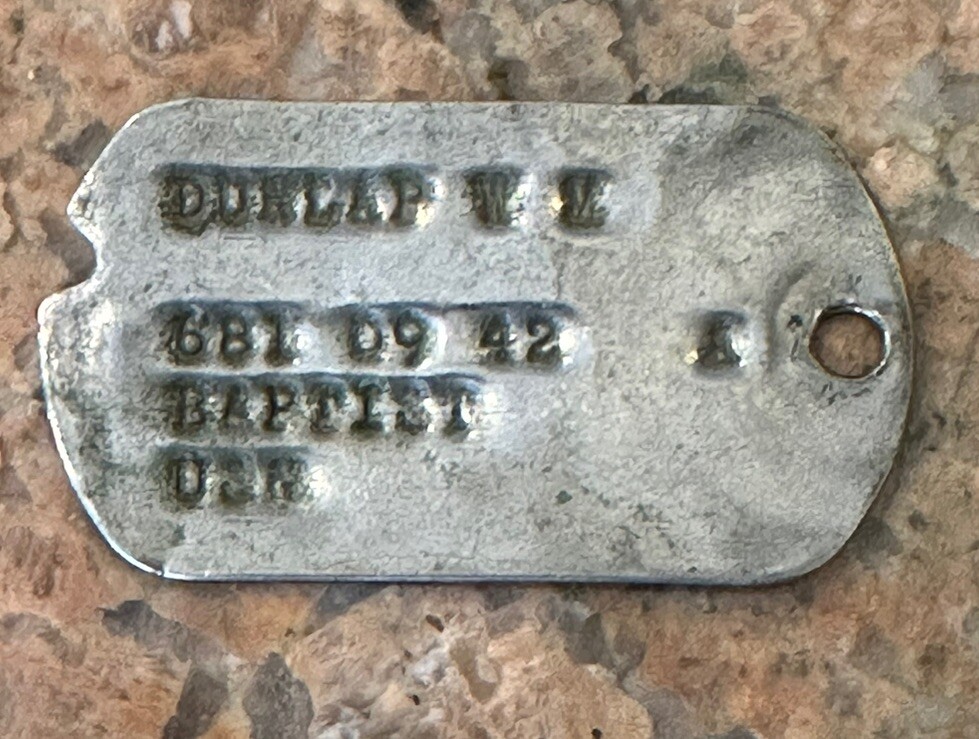 DUNLAP W M
681 09 42 A
BAPTIST
USN